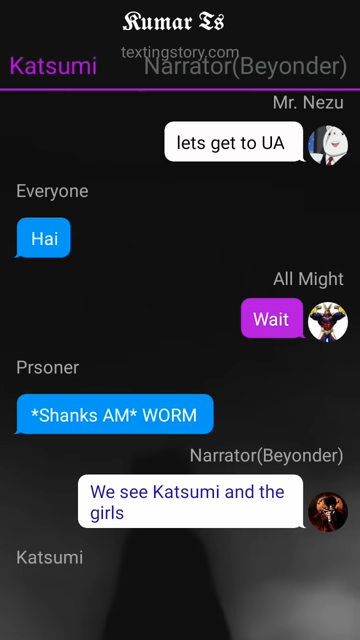 Kumar Ts
textingstory.com
Katsumi
Narrator(Beyonder)
Mr. Nezu
lets get to UA
Everyone
Hai
All Might
Wait
Prsoner
*Shanks AM* WORM
Narrator(Beyonder)
We see Katsumi and the
girls
Katsumi